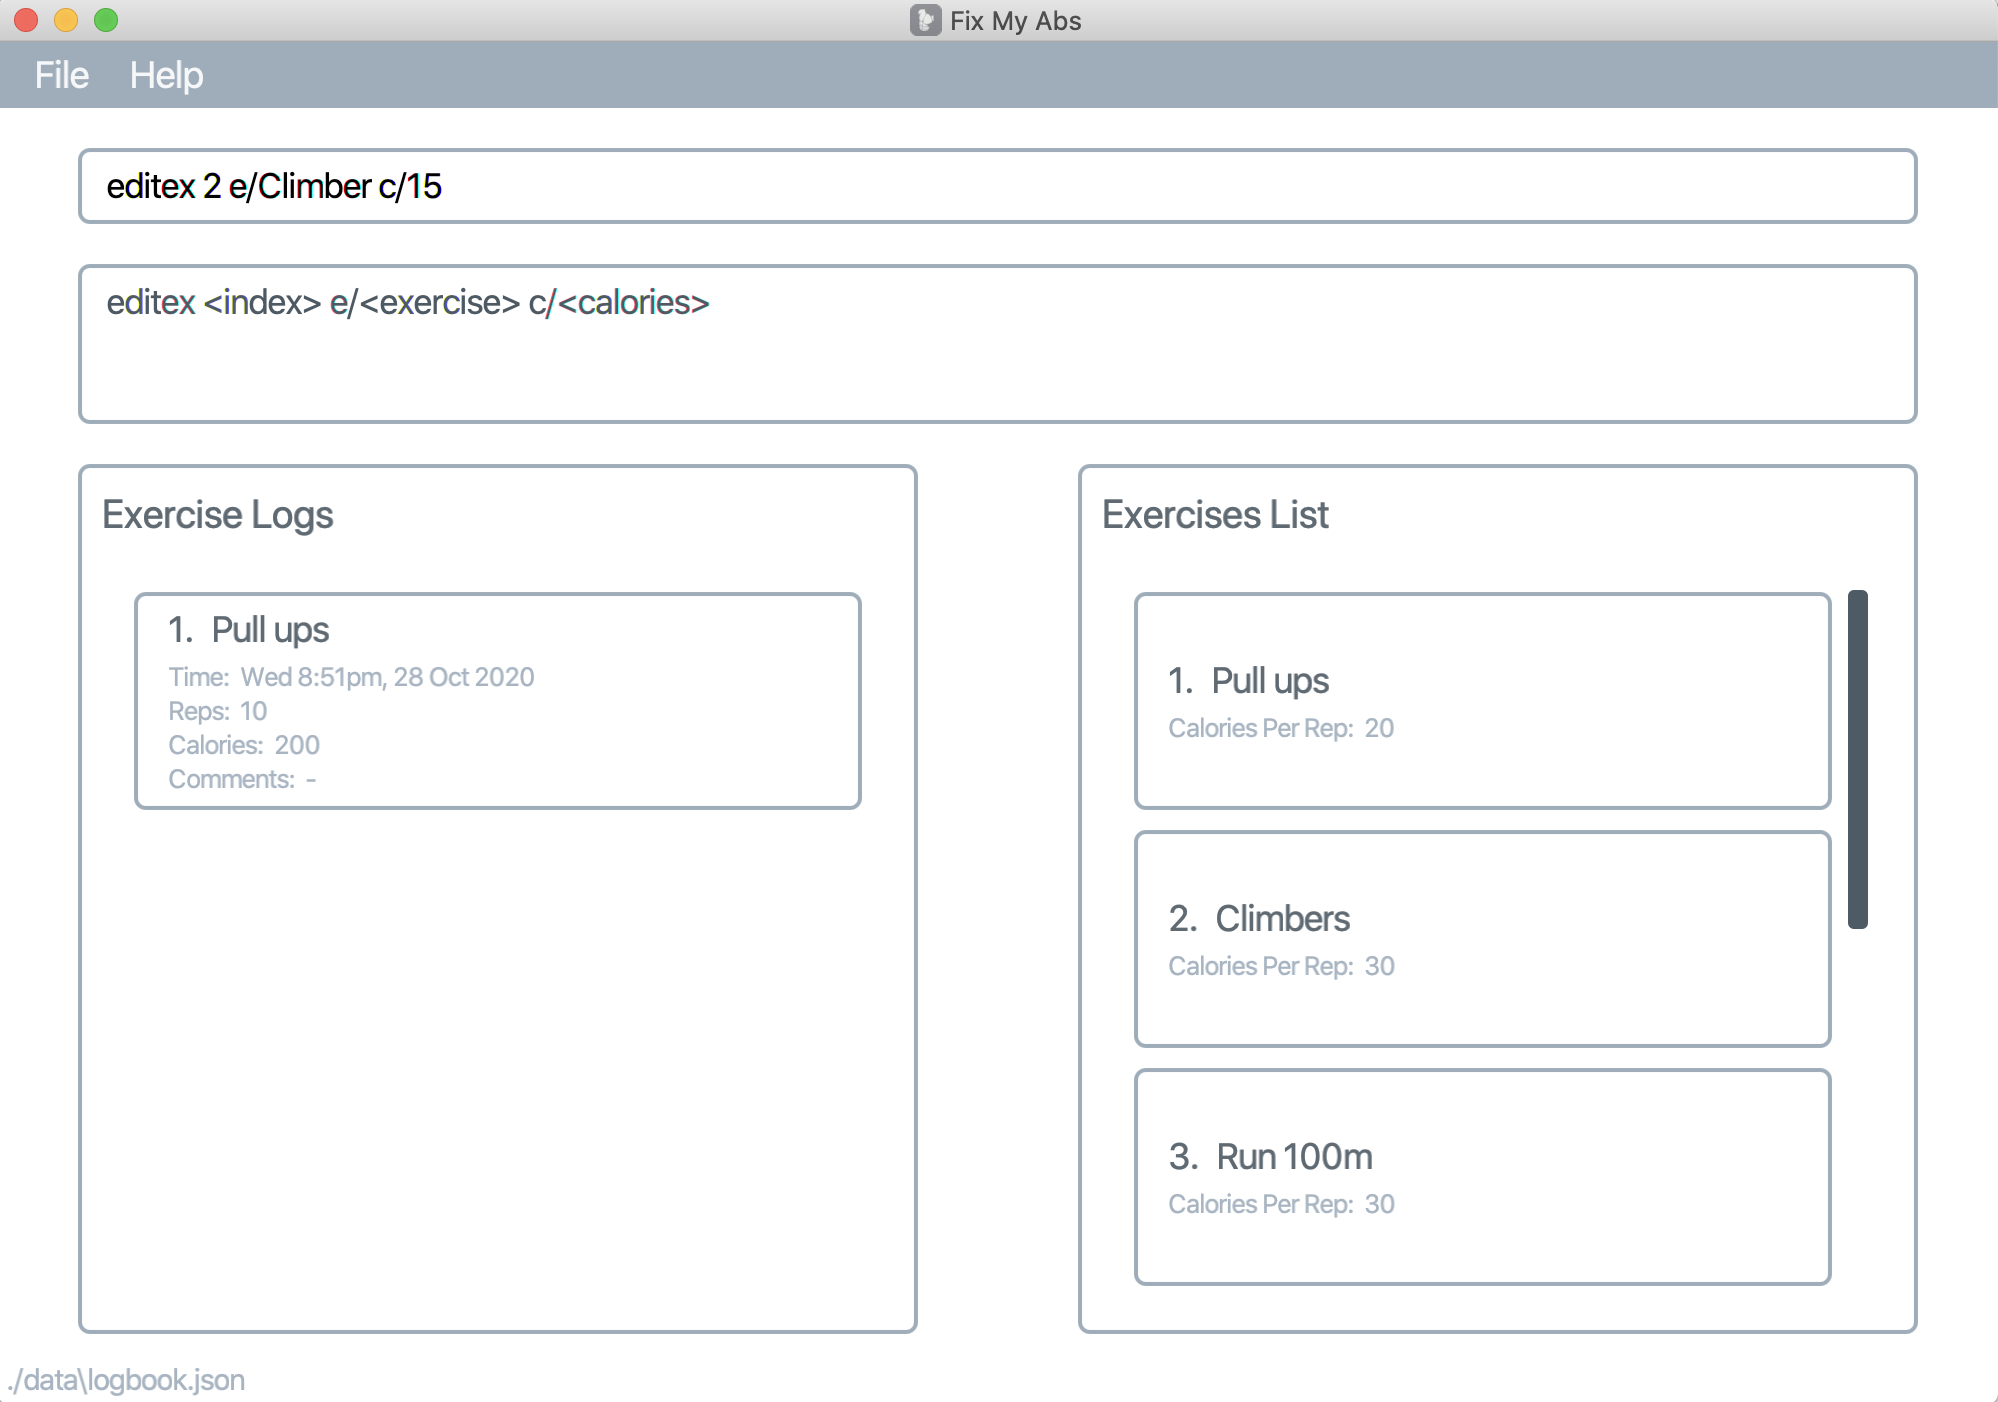 Fix My Abs
File Help
editex 2 e/Climber c/15
editex <index> e/<exercise> c/<calories>
Exercise Logs
1. Pull ups
Time: Wed 8:51pm, 28 Oct 2020
Reps: 10
Calories: 200
Comments: -
Exercises List
1. Pull ups
Calories Per Rep: 20
2. Climbers
Calories Per Rep: 30
3. Run 100m
Calories Per Rep: 30
./data\logbook.json